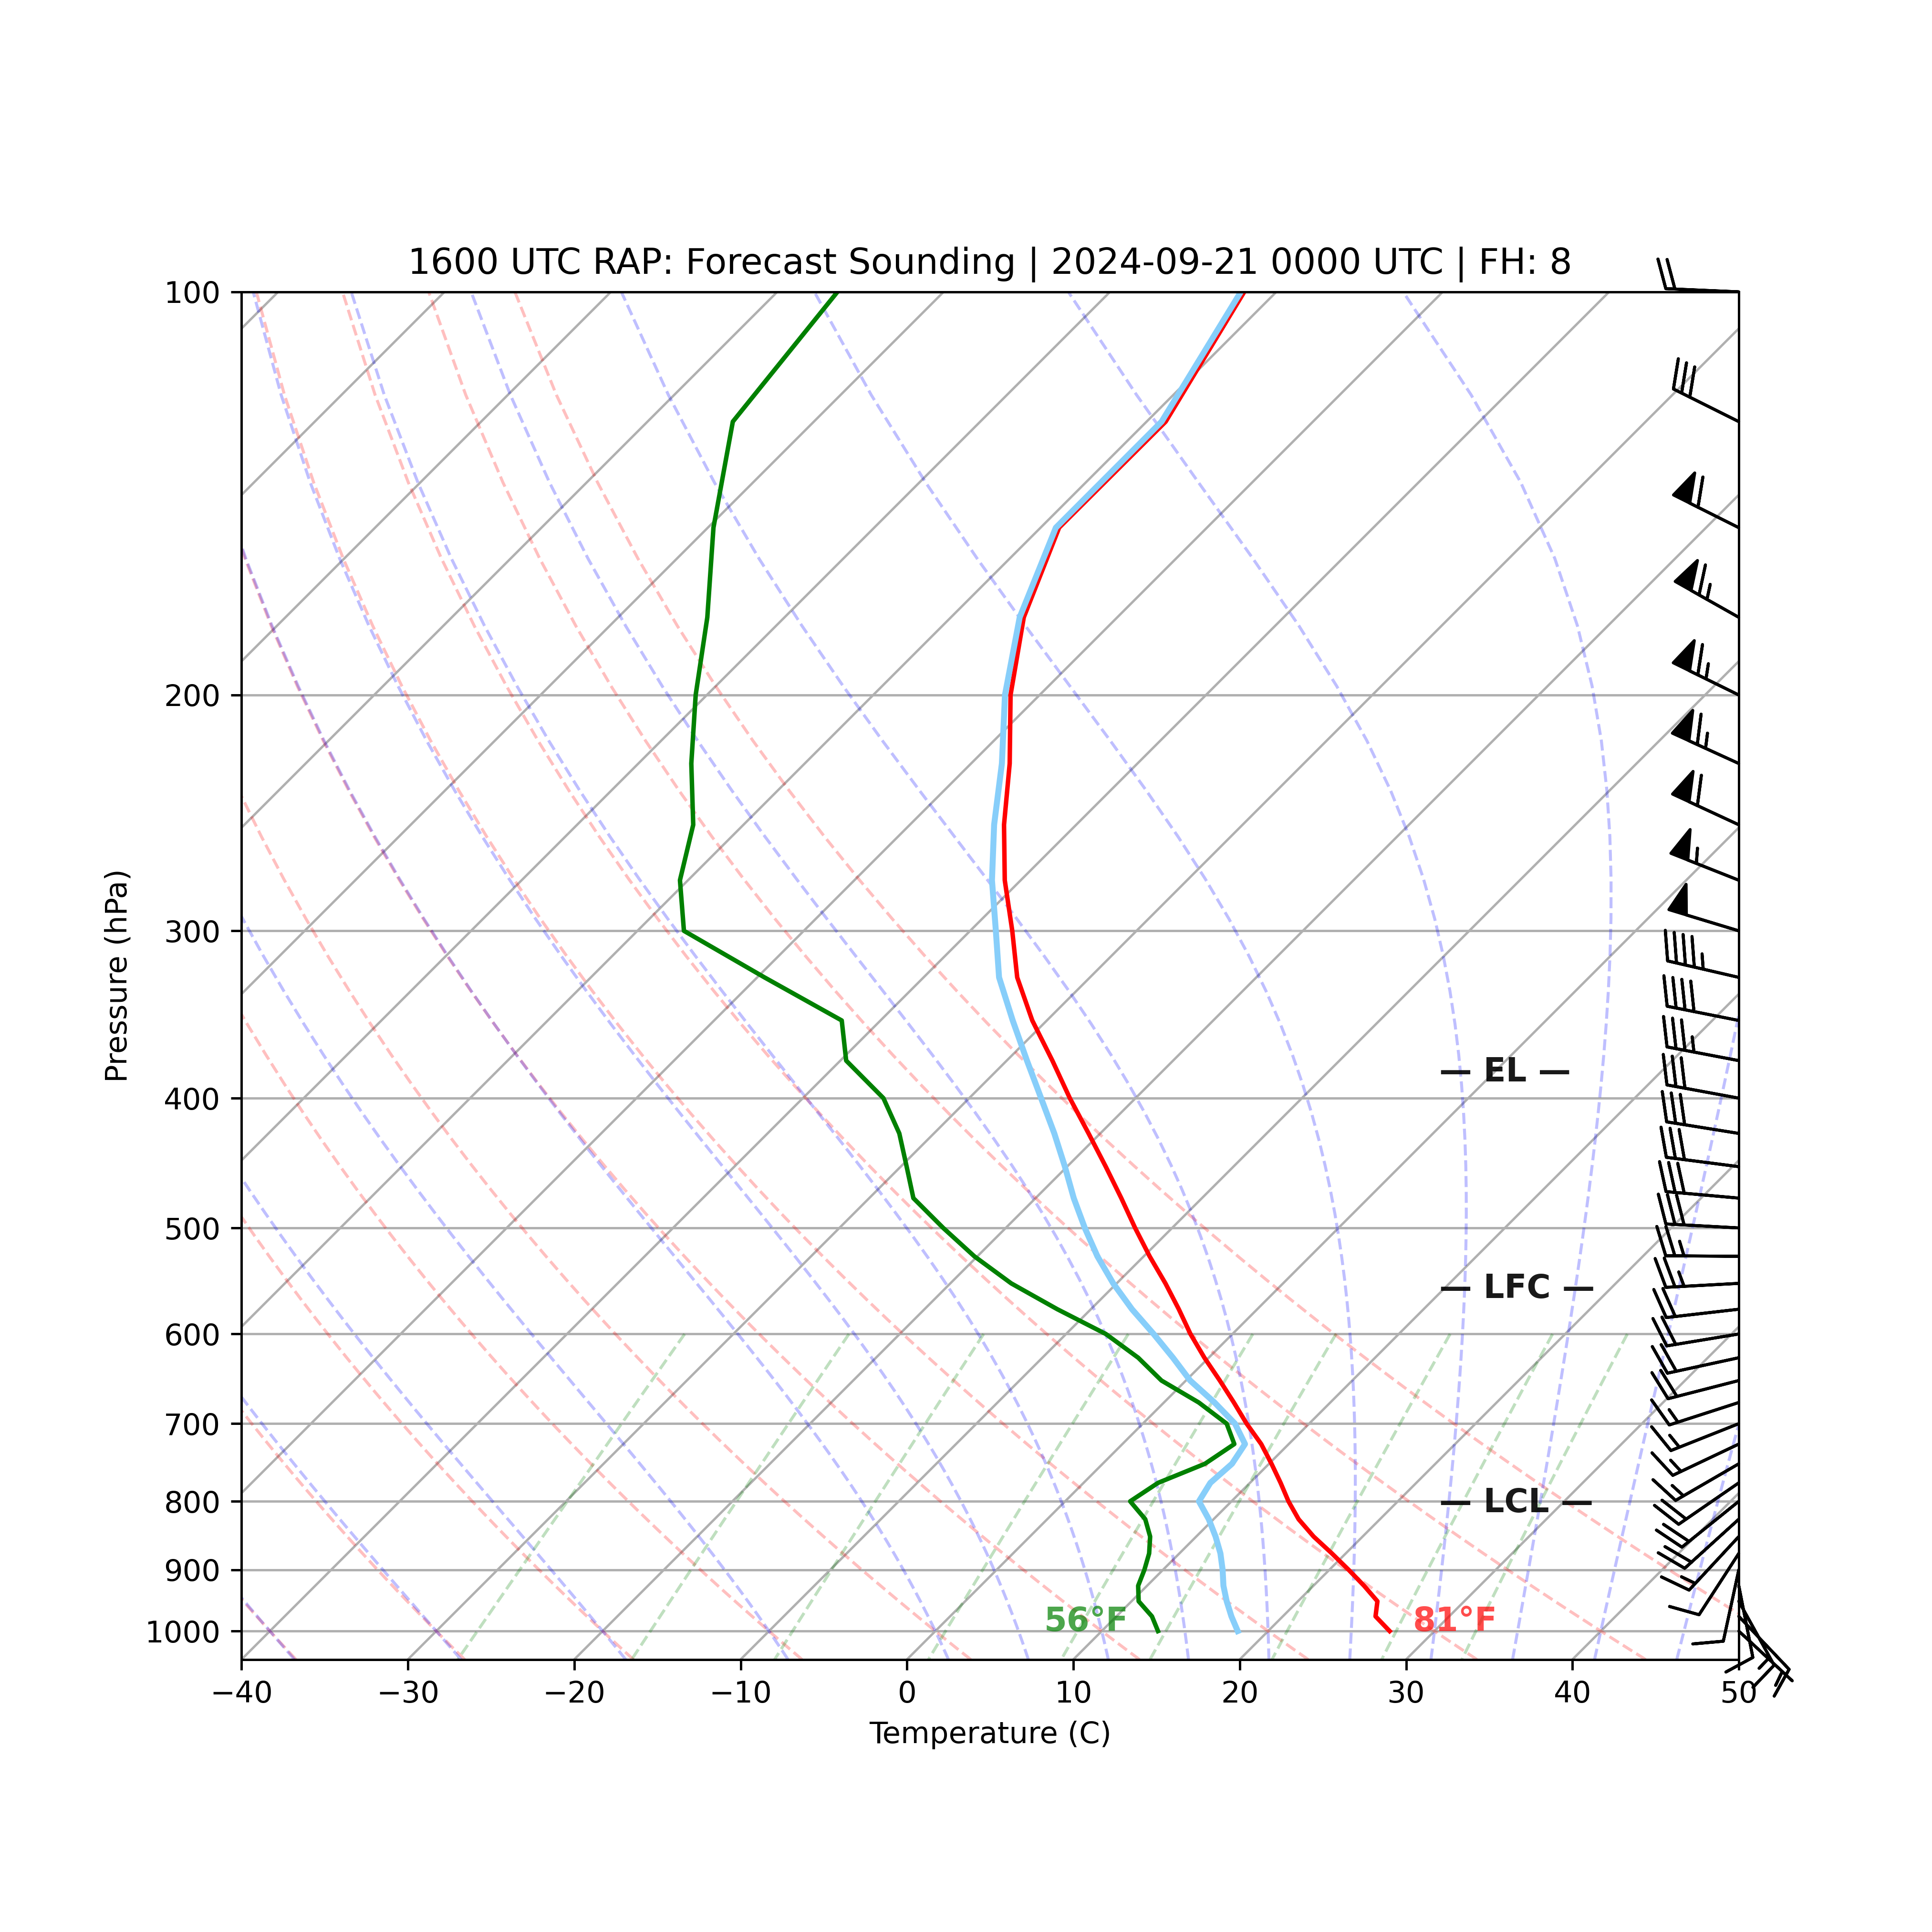 1600 UTC RAP: Forecast Sounding | 2024-09-21 0000 UTC | FH: 8
100
200
300
— EL —
400
500
— LFC —
600
700
— LCL —
800
900
1000
56°F
81°F
Pressure (hPa)
−40 −30 −20 −10 0 10 20 30 40 50
Temperature (C)